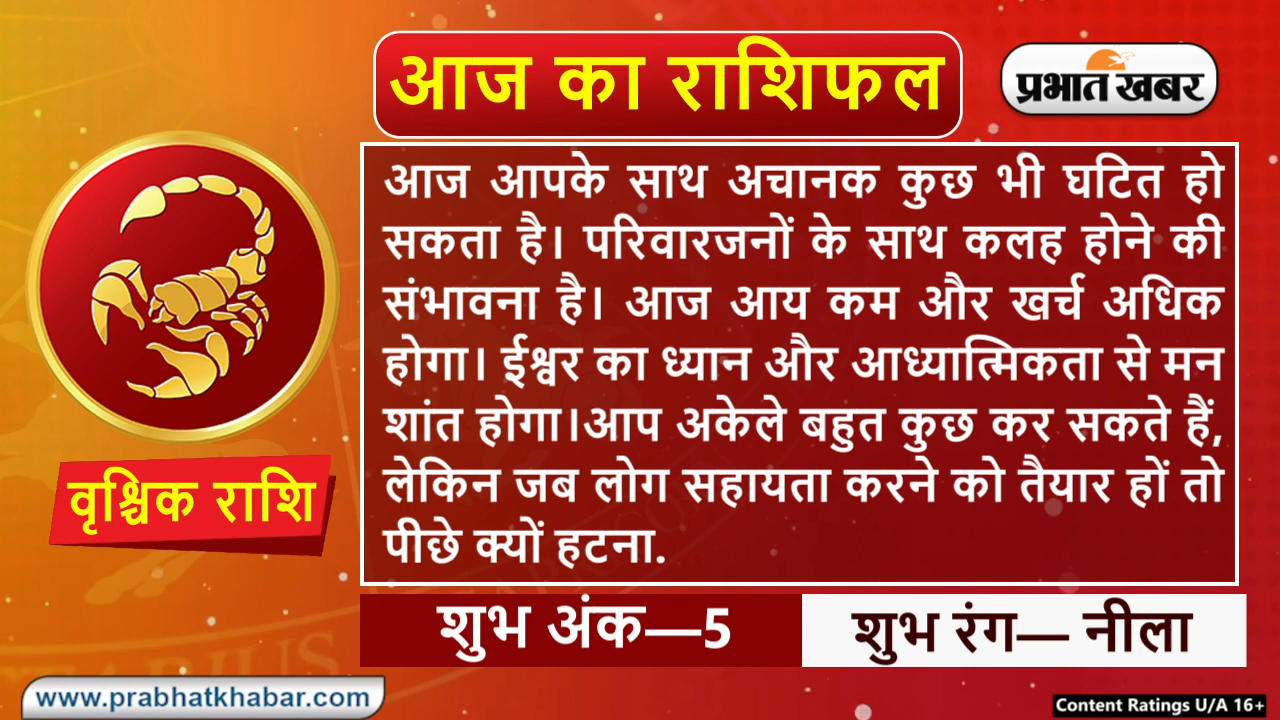 आज का राशिफल
प्रभात खबर
आज आपके साथ अचानक कुछ भी घटित हो
सकता है। परिवारजनों के साथ कलह होने की
संभावना है। आज आय कम और खर्च अधिक
होगा। ईश्वर का ध्यान और आध्यात्मिकता से मन
शांत होगा।आप अकेले बहुत कुछ कर सकते हैं,
लेकिन जब लोग सहायता करने को तैयार हों तो
पीछे क्यों हटना.
वृश्चिक राशि
शुभ अंक—5
शुभ रंग— नीला
www.prabhatkhabar.com
Content Ratings U/A 16+